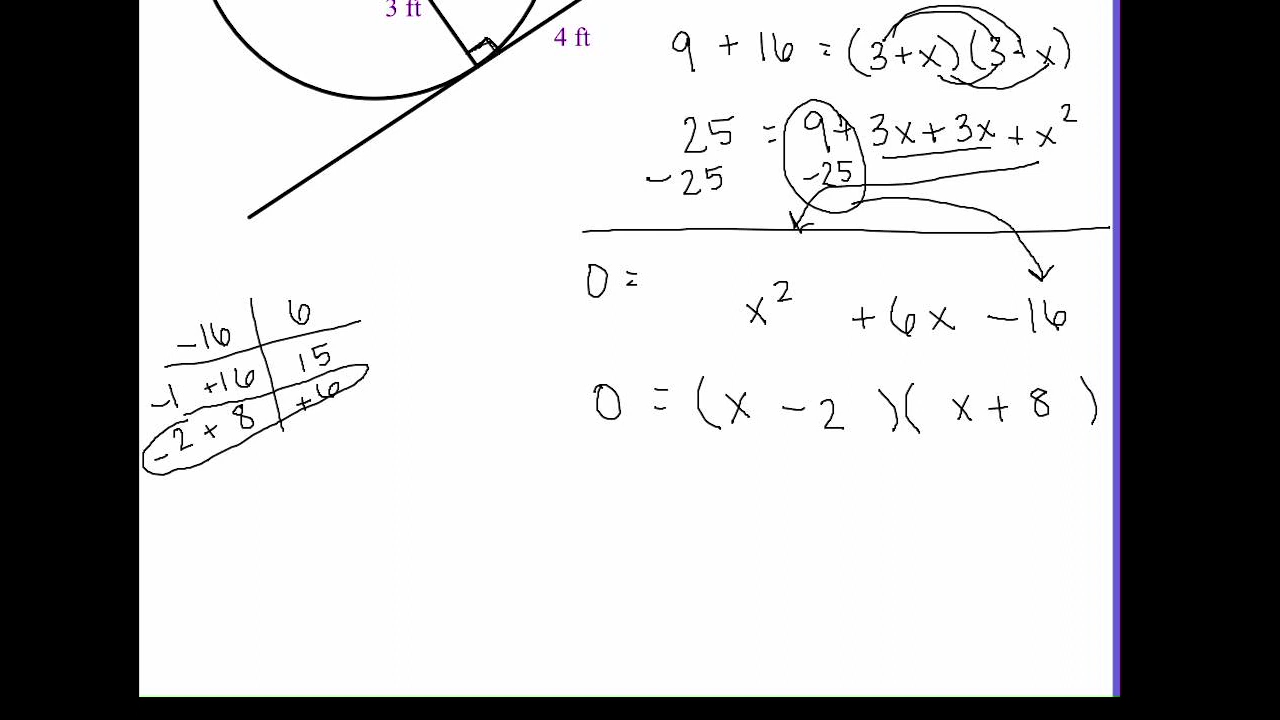 3 ft
4 ft
9 + 16 = (3+x)(3+x)
25 = 9+ 3x + 3x + x²
-25 -25
0 = x² + 6x - 16
0 = (x - 2)(x + 8)
-16 6
-1 +16 15
-2 + 8 +6